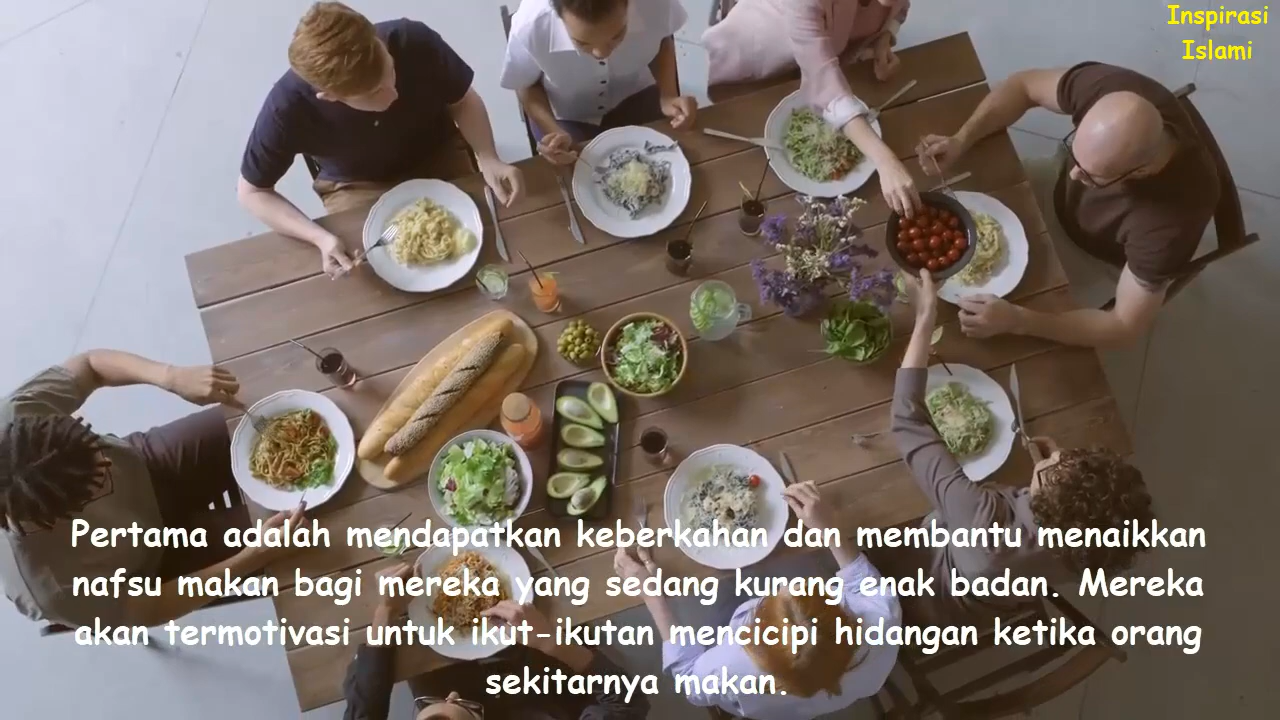 Inspirasi
Islami
Pertama adalah mendapatkan keberkahan dan membantu menaikkan
nafsu makan bagi mereka yang sedang kurang enak badan. Mereka
akan termotivasi untuk ikut-ikutan mencicipi hidangan ketika orang
sekitarnya makan.